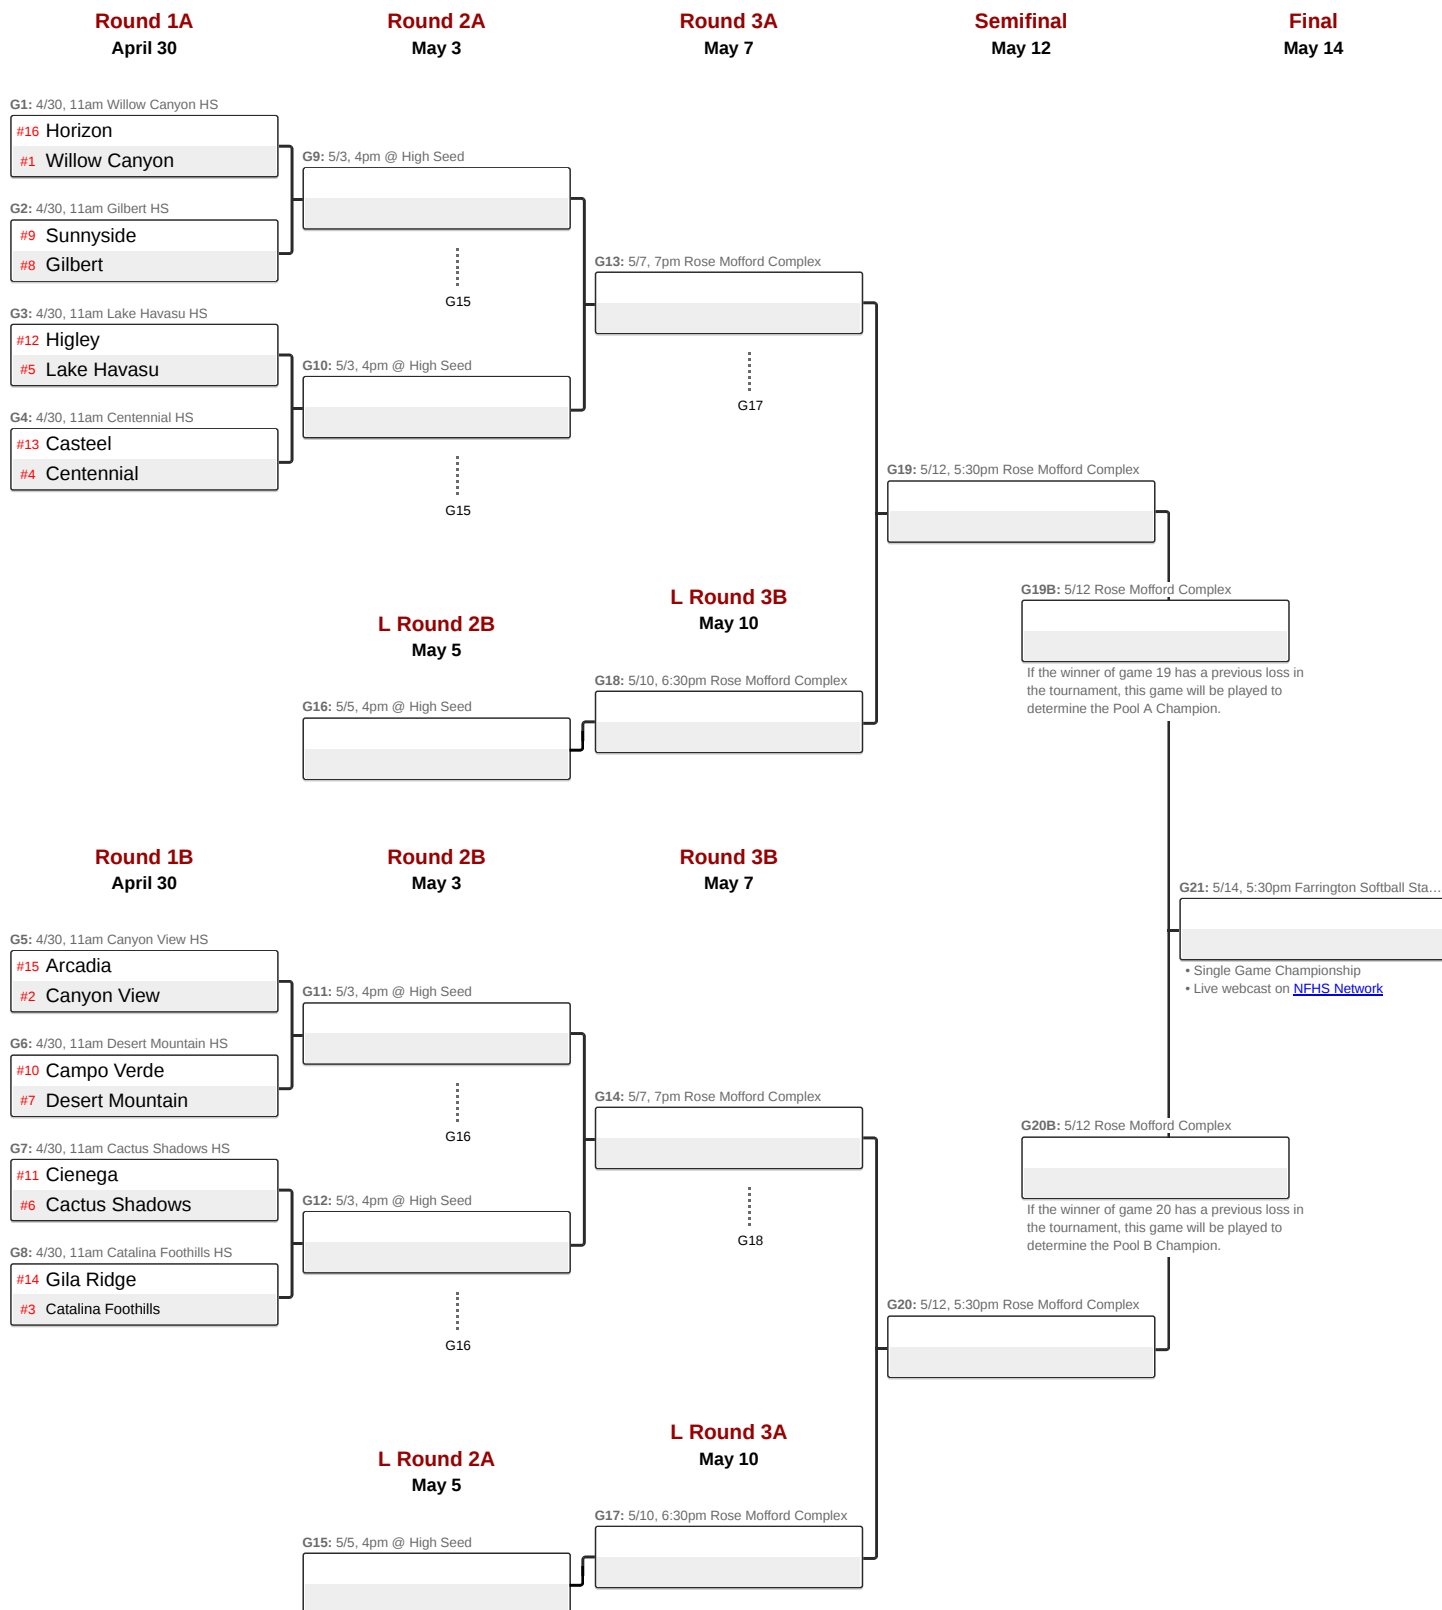 Round 1A
April 30
Round 2A
May 3
Round 3A
May 7
Semifinal
May 12
Final
May 14
G1: 4/30, 11am Willow Canyon HS
#16 Horizon
#1 Willow Canyon
G9: 5/3, 4pm @ High Seed
G2: 4/30, 11am Gilbert HS
#9 Sunnyside
#8 Gilbert
G15
G13: 5/7, 7pm Rose Mofford Complex
G3: 4/30, 11am Lake Havasu HS
#12 Higley
#5 Lake Havasu
G10: 5/3, 4pm @ High Seed
G17
G4: 4/30, 11am Centennial HS
#13 Casteel
#4 Centennial
G15
G19: 5/12, 5:30pm Rose Mofford Complex
G19B: 5/12 Rose Mofford Complex
If the winner of game 19 has a previous loss in
the tournament, this game will be played to
determine the Pool A Champion.
L Round 2B
May 5
L Round 3B
May 10
G16: 5/5, 4pm @ High Seed
G18: 5/10, 6:30pm Rose Mofford Complex
Round 1B
April 30
Round 2B
May 3
Round 3B
May 7
G21: 5/14, 5:30pm Farrington Softball Sta...
• Single Game Championship
• Live webcast on NFHS Network
G5: 4/30, 11am Canyon View HS
#15 Arcadia
#2 Canyon View
G11: 5/3, 4pm @ High Seed
G6: 4/30, 11am Desert Mountain HS
#10 Campo Verde
#7 Desert Mountain
G16
G14: 5/7, 7pm Rose Mofford Complex
G7: 4/30, 11am Cactus Shadows HS
#11 Cienega
#6 Cactus Shadows
G12: 5/3, 4pm @ High Seed
G18
G8: 4/30, 11am Catalina Foothills HS
#14 Gila Ridge
#3 Catalina Foothills
G16
G20B: 5/12 Rose Mofford Complex
If the winner of game 20 has a previous loss in
the tournament, this game will be played to
determine the Pool B Champion.
G20: 5/12, 5:30pm Rose Mofford Complex
L Round 2A
May 5
L Round 3A
May 10
G15: 5/5, 4pm @ High Seed
G17: 5/10, 6:30pm Rose Mofford Complex